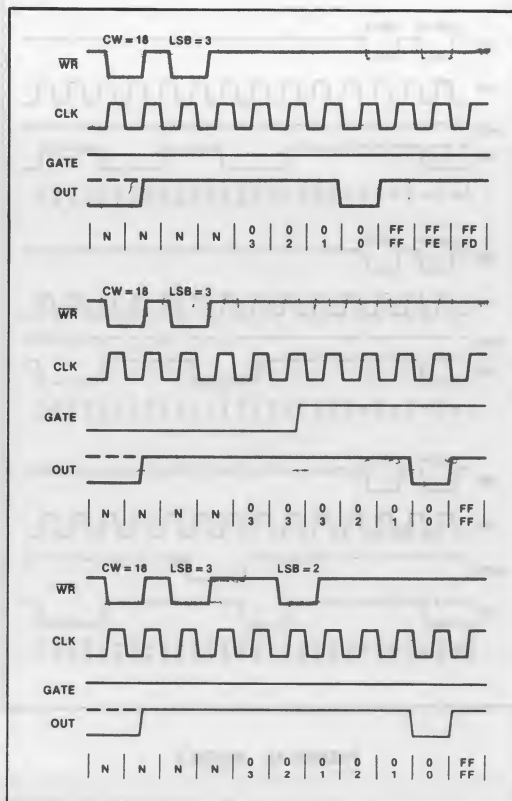 CW = 18 LSB = 3
WR
CLK
GATE
OUT
N N N N 0 0 0 0 FF FF FF
3 2 1 0 FF FE FD
CW = 18 LSB = 3
WR
CLK
GATE
OUT
N N N N 0 0 0 0 0 0 FF
3 3 3 2 1 0 FF
CW = 18 LSB = 3 LSB = 2
WR
CLK
GATE
OUT
N N N N 0 0 0 0 0 0 FF
3 2 1 2 1 0 FF